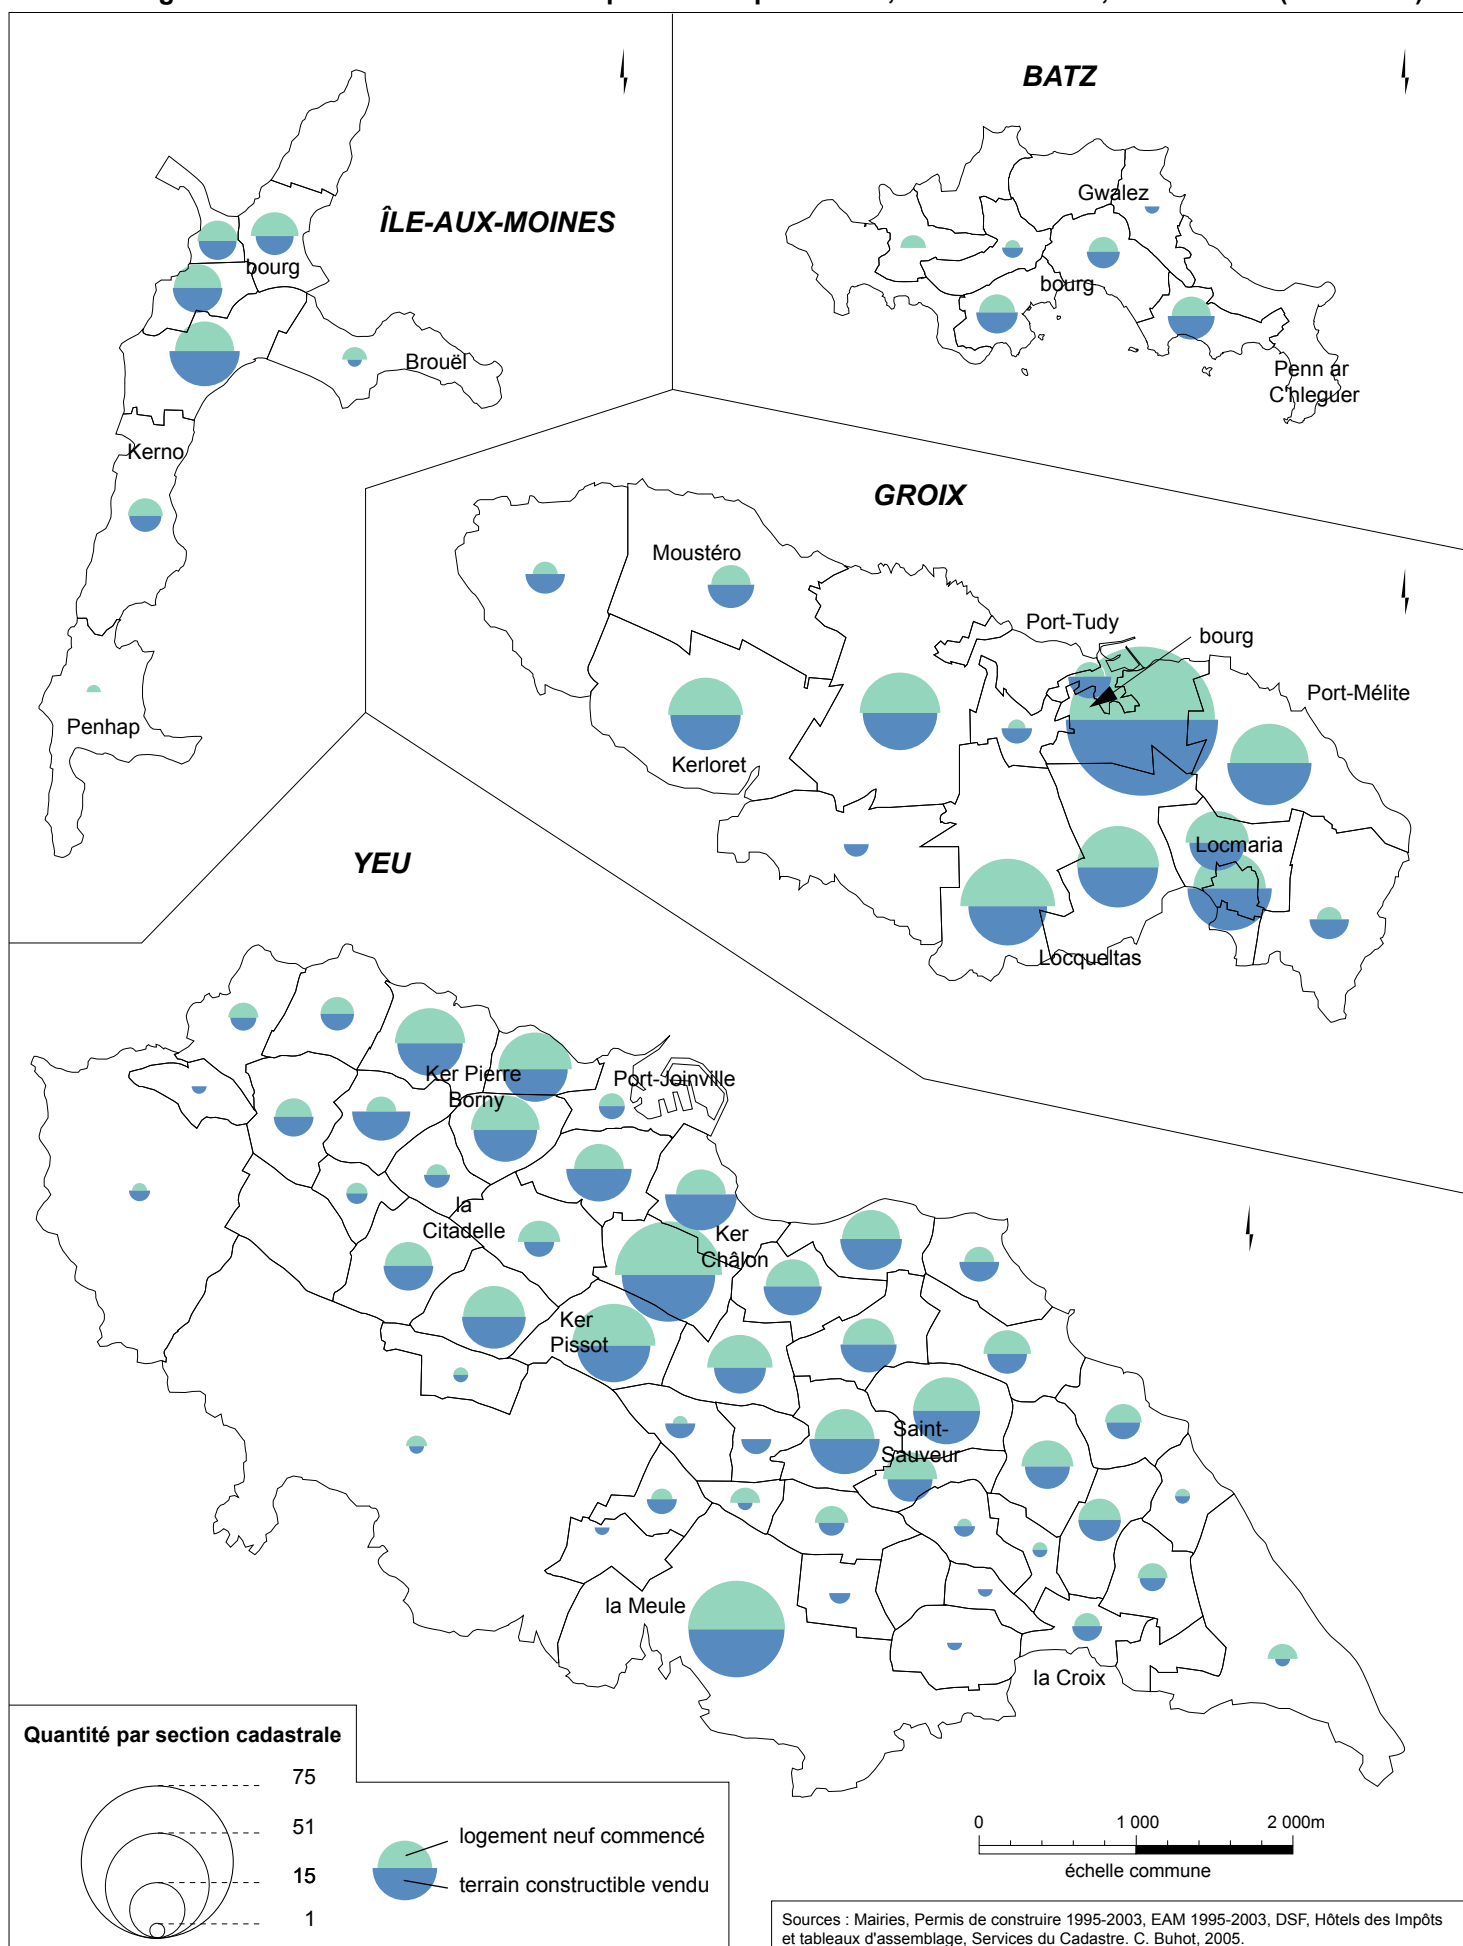 BATZ
Gwalez
bourg
Penn ar
C'hleguer
ÎLE-AUX-MOINES
bourg
Brouël
Kerno
Penhap
GROIX
Moustéro
Port-Tudy
bourg
Port-Mélite
Kerloret
Locmaria
Locqueltas
YEU
Ker Pierre
Borny
Port-Joinville
la
Citadelle
Ker
Châlon
Ker
Pissot
Saint-
Sauveur
la Meule
la Croix
Quantité par section cadastrale
75
51
15
1
logement neuf commencé
terrain constructible vendu
0 1 000 2 000m
échelle commune
Sources : Mairies, Permis de construire 1995-2003, EAM 1995-2003, DSF, Hôtels des Impôts
et tableaux d'assemblage, Services du Cadastre. C. Buhot, 2005.